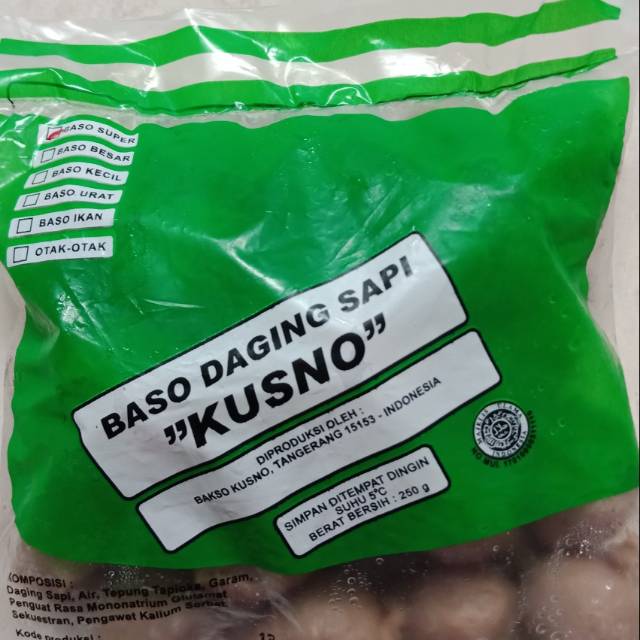 BASO SUPER
BASO BESAR
BASO KECIL
BASO URAT
BASO IKAN
OTAK-OTAK
BASO DAGING SAPI
"KUSNO"
DIPRODUKSI OLEH :
BAKSO KUSNO, TANGERANG 15153 - INDONESIA
SIMPAN DITEMPAT DINGIN
SUHU 5°C
BERAT BERSIH : 250 g
KOMPOSISI :
Daging Sapi, Air, Tepung Tapioka, Garam,
Penguat Rasa Mononatrium Glutamat
Sekuestran, Pengawet Kalium Sorbat
Kode produksi :